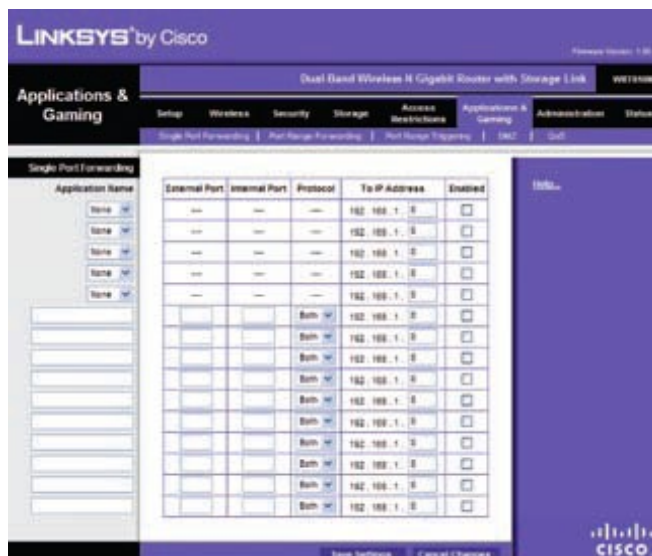 LINKSYS® by Cisco
Firmware Version: 1.00
Dual-Band Wireless-N Gigabit Router with Storage Link
Applications & Gaming
Setup Wireless Security Storage Access Restrictions Applications & Gaming Administration Status
Single Port Forwarding | Port Range Forwarding | Port Range Triggering | DMZ | QoS
Single Port Forwarding
Application Name External Port Internal Port Protocol To IP Address Enabled
Help...
None --- --- --- 192 . 168 . 1 . 0
None --- --- --- 192 . 168 . 1 . 0
None --- --- --- 192 . 168 . 1 . 0
None --- --- --- 192 . 168 . 1 . 0
None --- --- --- 192 . 168 . 1 . 0
Both 192 . 168 . 1 . 0
Both 192 . 168 . 1 . 0
Both 192 . 168 . 1 . 0
Both 192 . 168 . 1 . 0
Both 192 . 168 . 1 . 0
Both 192 . 168 . 1 . 0
Both 192 . 168 . 1 . 0
Both 192 . 168 . 1 . 0
Both 192 . 168 . 1 . 0
Both 192 . 168 . 1 . 0
Save Settings Cancel Changes
CISCO